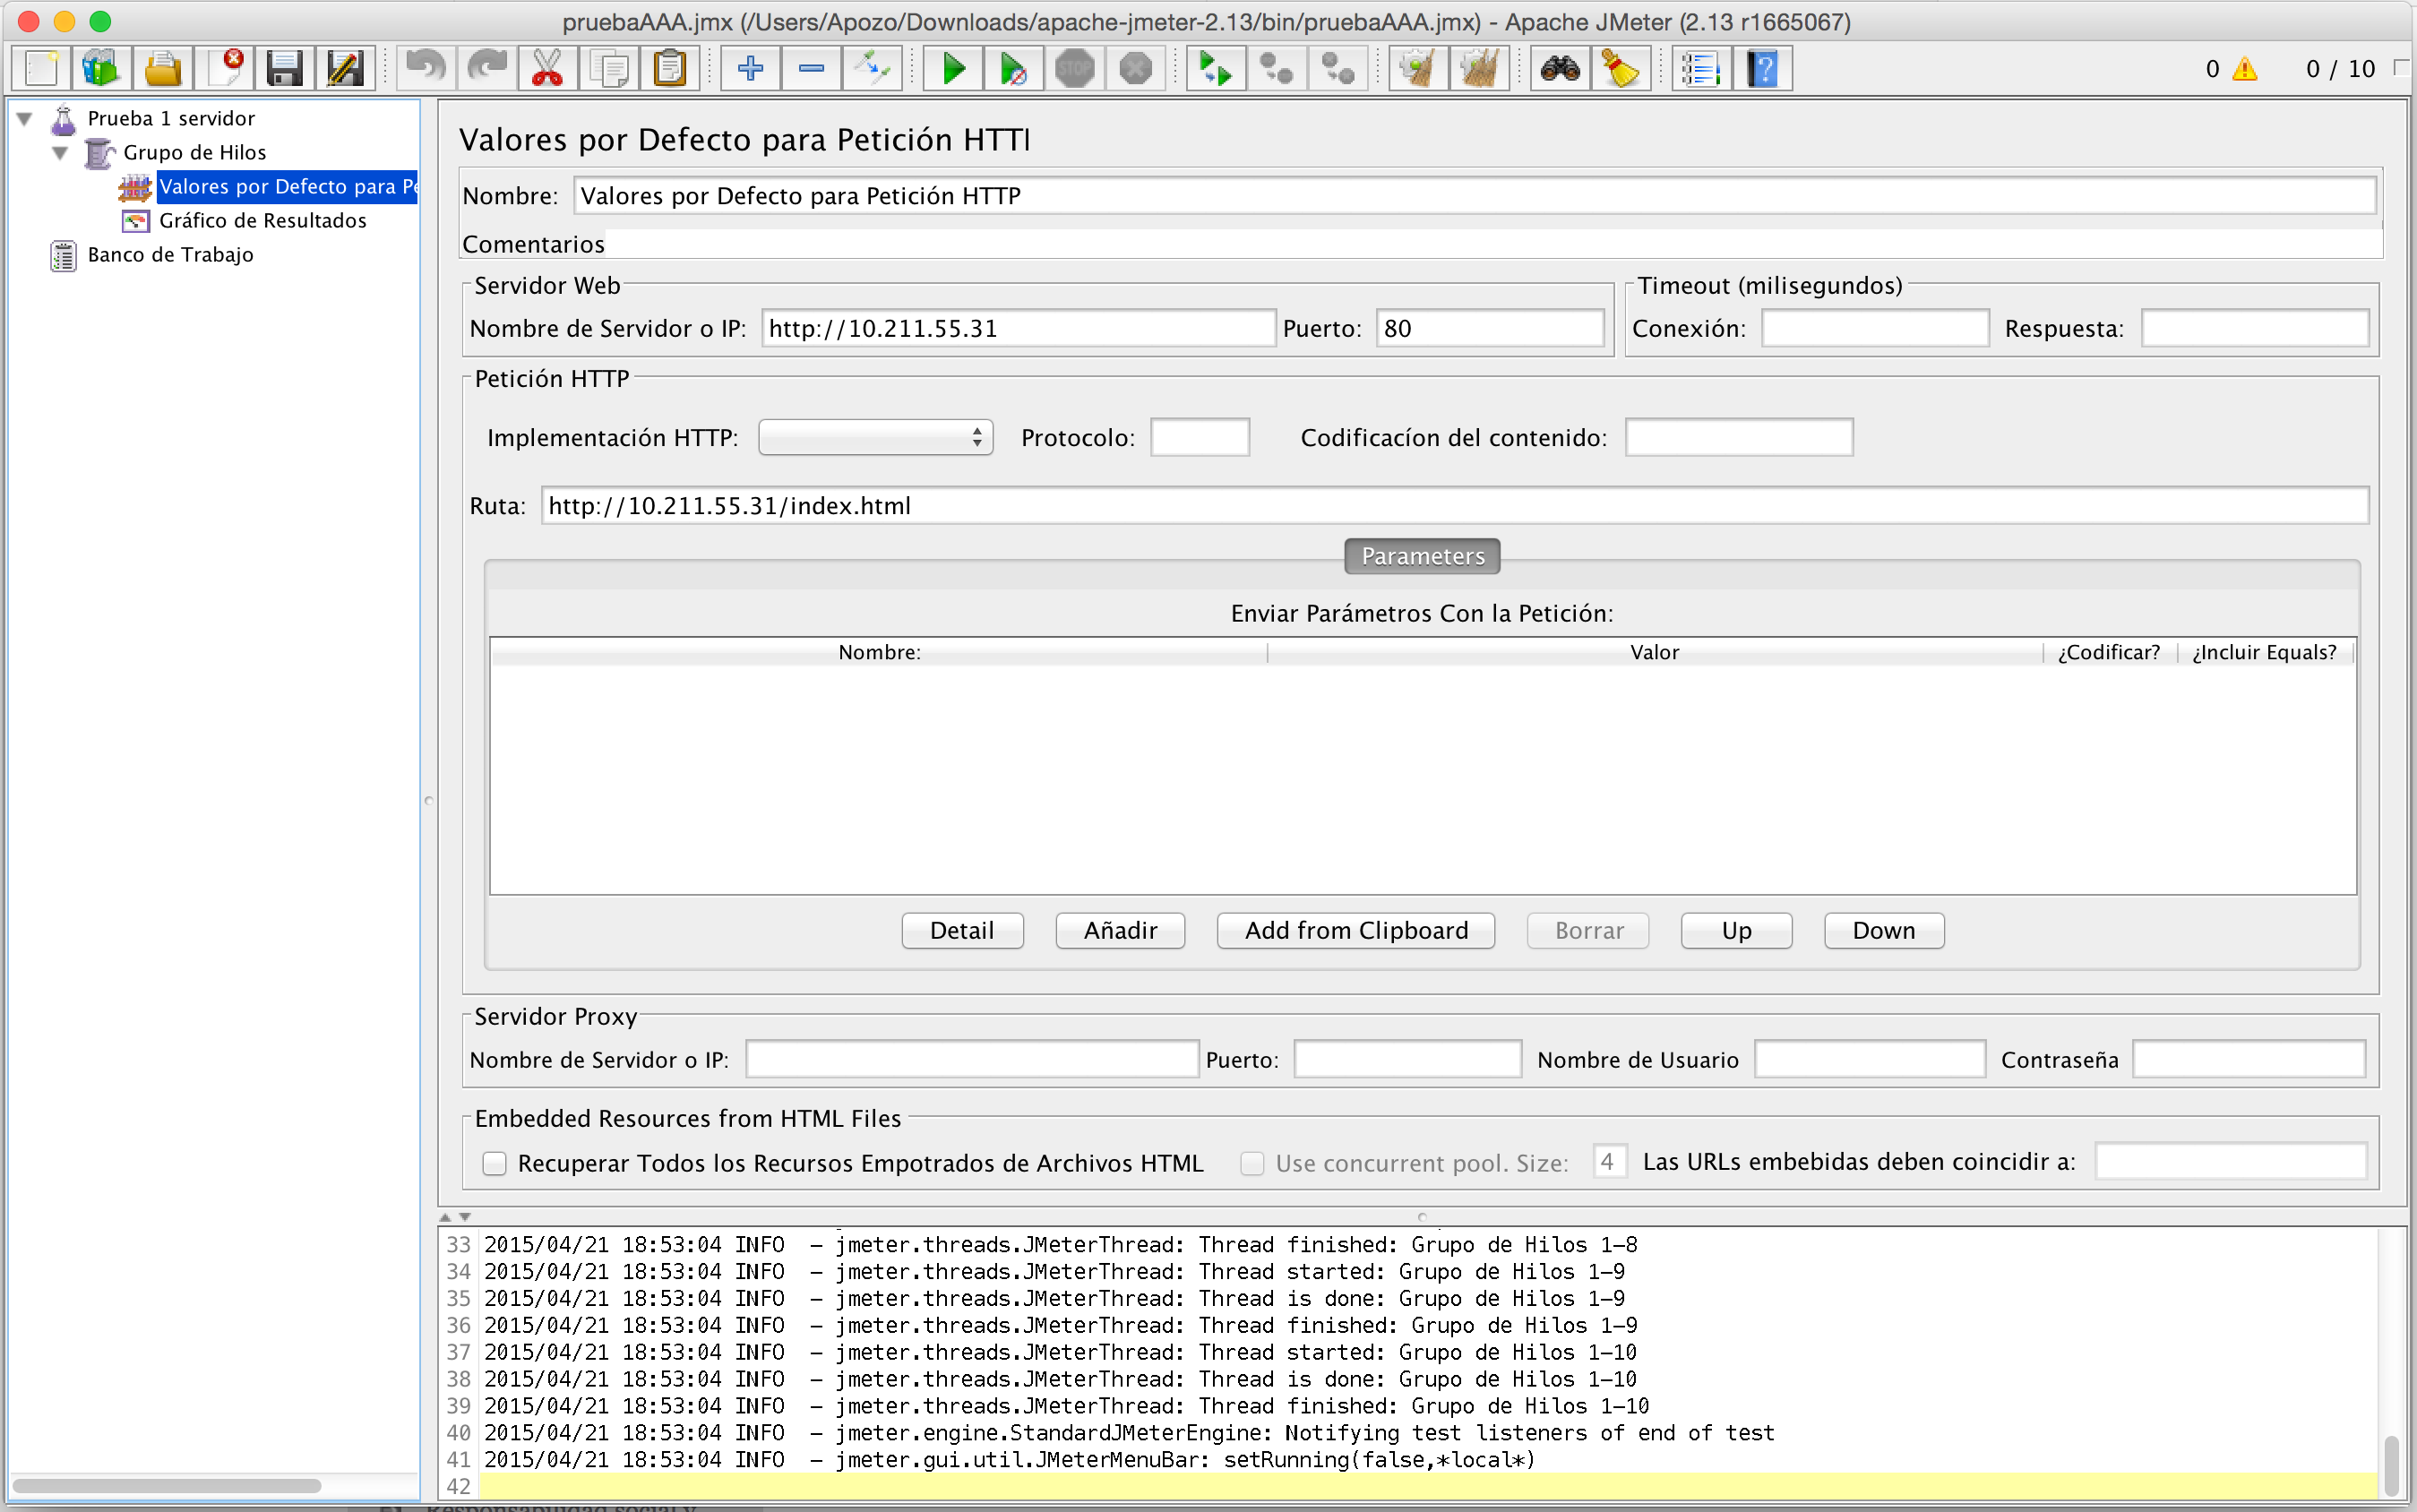 pruebaAAA.jmx (/Users/Apozo/Downloads/apache-jmeter-2.13/bin/pruebaAAA.jmx) - Apache JMeter (2.13 r1665067)
STOP
0 0 / 10
Prueba 1 servidor
Grupo de Hilos
Valores por Defecto para Pe
Gráfico de Resultados
Banco de Trabajo
Valores por Defecto para Petición HTT
Nombre: Valores por Defecto para Petición HTTP
Comentarios
Servidor Web
Nombre de Servidor o IP: http://10.211.55.31 Puerto: 80
Timeout (milisegundos)
Conexión: Respuesta:
Petición HTTP
Implementación HTTP: Protocolo: Codificacíon del contenido:
Ruta: http://10.211.55.31/index.html
Parameters
Enviar Parámetros Con la Petición:
Nombre: Valor ¿Codificar? ¿Incluir Equals?
Detail Añadir Add from Clipboard Borrar Up Down
Servidor Proxy
Nombre de Servidor o IP: Puerto: Nombre de Usuario Contraseña
Embedded Resources from HTML Files
Recuperar Todos los Recursos Empotrados de Archivos HTML Use concurrent pool. Size: 4 Las URLs embebidas deben coincidir a:
33 2015/04/21 18:53:04 INFO  - jmeter.threads.JMeterThread: Thread finished: Grupo de Hilos 1-8
34 2015/04/21 18:53:04 INFO  - jmeter.threads.JMeterThread: Thread started: Grupo de Hilos 1-9
35 2015/04/21 18:53:04 INFO  - jmeter.threads.JMeterThread: Thread is done: Grupo de Hilos 1-9
36 2015/04/21 18:53:04 INFO  - jmeter.threads.JMeterThread: Thread finished: Grupo de Hilos 1-9
37 2015/04/21 18:53:04 INFO  - jmeter.threads.JMeterThread: Thread started: Grupo de Hilos 1-10
38 2015/04/21 18:53:04 INFO  - jmeter.threads.JMeterThread: Thread is done: Grupo de Hilos 1-10
39 2015/04/21 18:53:04 INFO  - jmeter.threads.JMeterThread: Thread finished: Grupo de Hilos 1-10
40 2015/04/21 18:53:04 INFO  - jmeter.engine.StandardJMeterEngine: Notifying test listeners of end of test
41 2015/04/21 18:53:04 INFO  - jmeter.gui.util.JMeterMenuBar: setRunning(false,*local*)
42